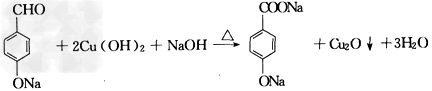 CHO
ONa
+2Cu(OH)₂+NaOH
△
COONa
ONa
+Cu₂O↓+3H₂O